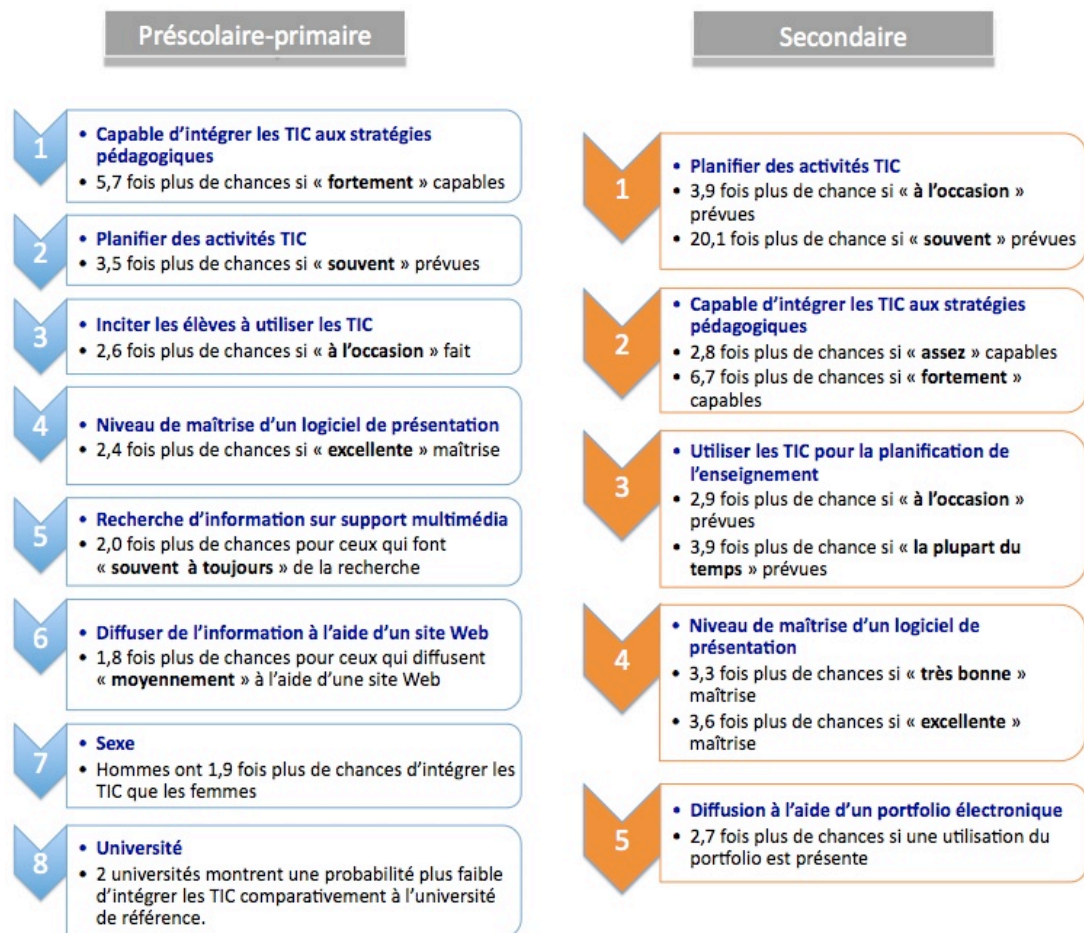 Préscolaire-primaire
1
• Capable d'intégrer les TIC aux stratégies
pédagogiques
• 5,7 fois plus de chances si « fortement » capables
2
• Planifier des activités TIC
• 3,5 fois plus de chances si « souvent » prévues
3
• Inciter les élèves à utiliser les TIC
• 2,6 fois plus de chances si « à l'occasion » fait
4
• Niveau de maîtrise d'un logiciel de présentation
• 2,4 fois plus de chances si « excellente » maîtrise
5
• Recherche d'information sur support multimédia
• 2,0 fois plus de chances pour ceux qui font
« souvent à toujours » de la recherche
6
• Diffuser de l'information à l'aide d'un site Web
• 1,8 fois plus de chances pour ceux qui diffusent
« moyennement » à l'aide d'une site Web
7
• Sexe
• Hommes ont 1,9 fois plus de chances d'intégrer les
TIC que les femmes
8
• Université
• 2 universités montrent une probabilité plus faible
d'intégrer les TIC comparativement à l'université
de référence.
Secondaire
1
• Planifier des activités TIC
• 3,9 fois plus de chance si « à l'occasion »
prévues
• 20,1 fois plus de chance si « souvent » prévues
2
• Capable d'intégrer les TIC aux stratégies
pédagogiques
• 2,8 fois plus de chances si « assez » capables
• 6,7 fois plus de chances si « fortement »
capables
3
• Utiliser les TIC pour la planification de
l'enseignement
• 2,9 fois plus de chance si « à l'occasion »
prévues
• 3,9 fois plus de chance si « la plupart du
temps » prévues
4
• Niveau de maîtrise d'un logiciel de
présentation
• 3,3 fois plus de chances si « très bonne »
maîtrise
• 3,6 fois plus de chances si « excellente »
maîtrise
5
• Diffusion à l'aide d'un portfolio électronique
• 2,7 fois plus de chances si une utilisation du
portfolio est présente